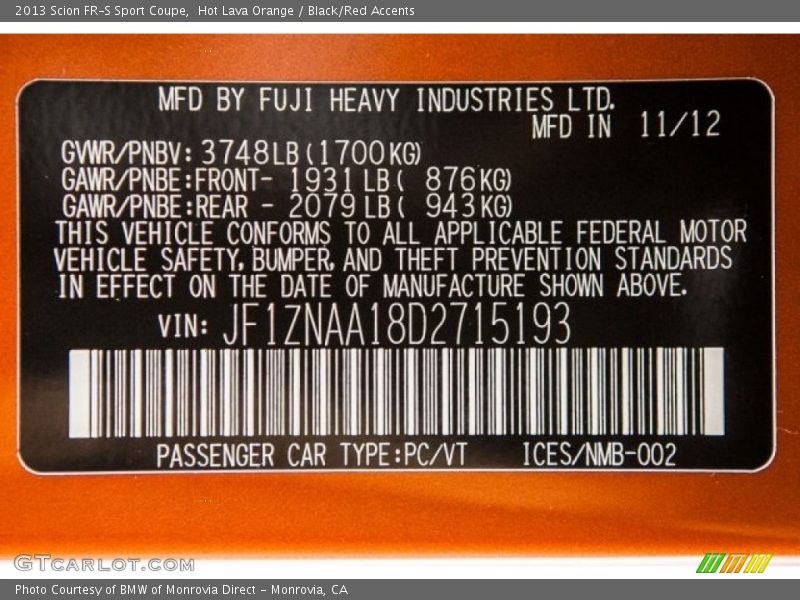 2013 Scion FR-S Sport Coupe,  Hot Lava Orange / Black/Red Accents
MFD BY FUJI HEAVY INDUSTRIES LTD.
MFD IN 11/12
GVWR/PNBV: 3748LB(1700KG)
GAWR/PNBE:FRONT- 1931LB( 876KG)
GAWR/PNBE:REAR - 2079LB( 943KG)
THIS VEHICLE CONFORMS TO ALL APPLICABLE FEDERAL MOTOR
VEHICLE SAFETY, BUMPER, AND THEFT PREVENTION STANDARDS
IN EFFECT ON THE DATE OF MANUFACTURE SHOWN ABOVE.
VIN: JF1ZNAA18D2715193
PASSENGER CAR TYPE:PC/VT ICES/NMB-002
GTCARLOT.COM
Photo Courtesy of BMW of Monrovia Direct - Monrovia, CA